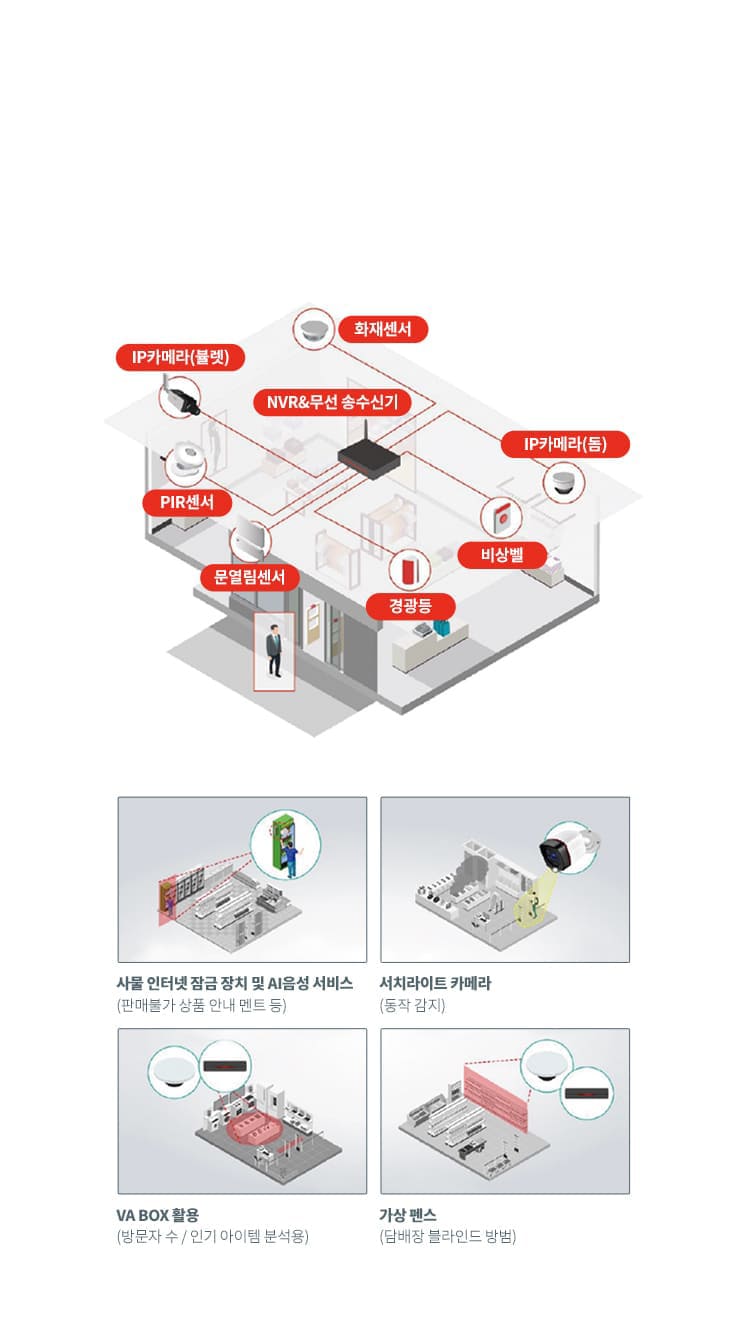 화재센서
IP카메라(뷸렛)
NVR&무선 송수신기
IP카메라(돔)
PIR센서
비상벨
문열림센서
경광등
사물 인터넷 잠금 장치 및 AI음성 서비스
(판매불가 상품 안내 멘트 등)
서치라이트 카메라
(동작 감지)
VA BOX 활용
(방문자 수 / 인기 아이템 분석용)
가상 펜스
(담배장 블라인드 방범)